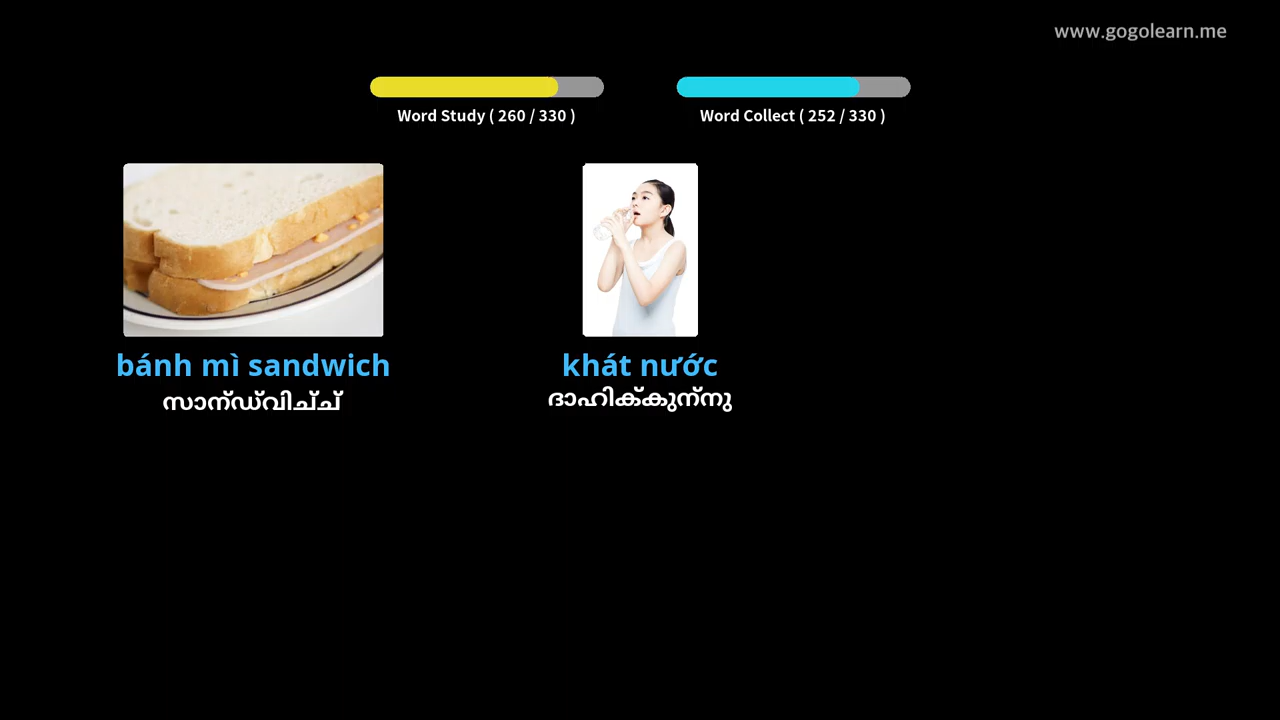 www.gogolearn.me
Word Study ( 260 / 330 )
Word Collect ( 252 / 330 )
bánh mì sandwich
സാന്ഡ്വിച്ച്
khát nước
ദാഹിക്കുന്നു